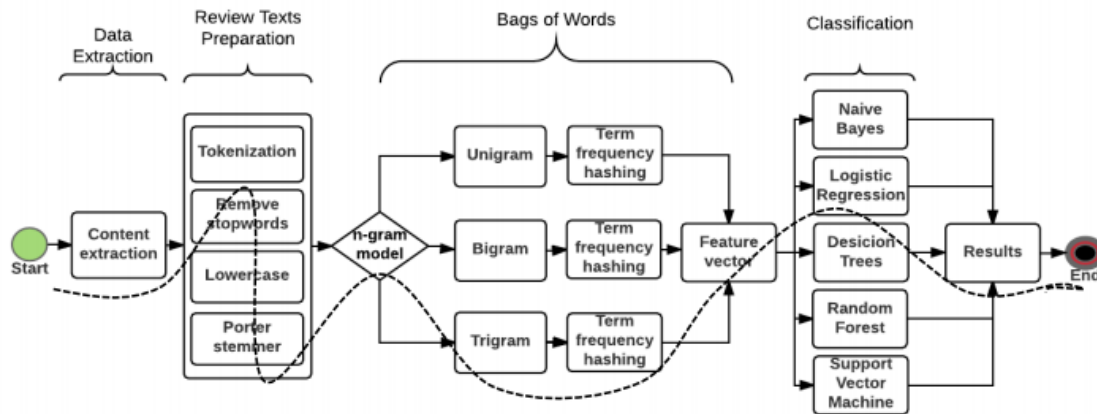 Data
Extraction
Review Texts
Preparation
Bags of Words
Classification
Start
Content
extraction
Tokenization
Remove
stopwords
Lowercase
Porter
stemmer
n-gram
model
Unigram
Term
frequency
hashing
Bigram
Term
frequency
hashing
Trigram
Term
frequency
hashing
Feature
vector
Naive
Bayes
Logistic
Regression
Desicion
Trees
Random
Forest
Support
Vector
Machine
Results
End